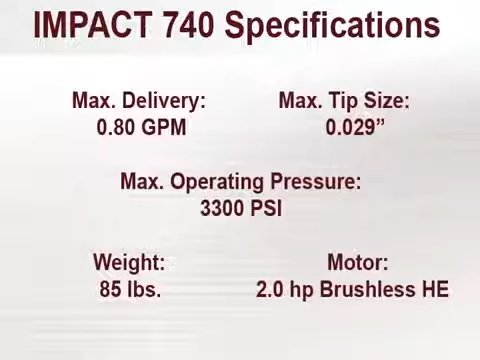 IMPACT 740 Specifications
Max. Delivery:
0.80 GPM
Max. Tip Size:
0.029”
Max. Operating Pressure:
3300 PSI
Weight:
85 lbs.
Motor:
2.0 hp Brushless HE